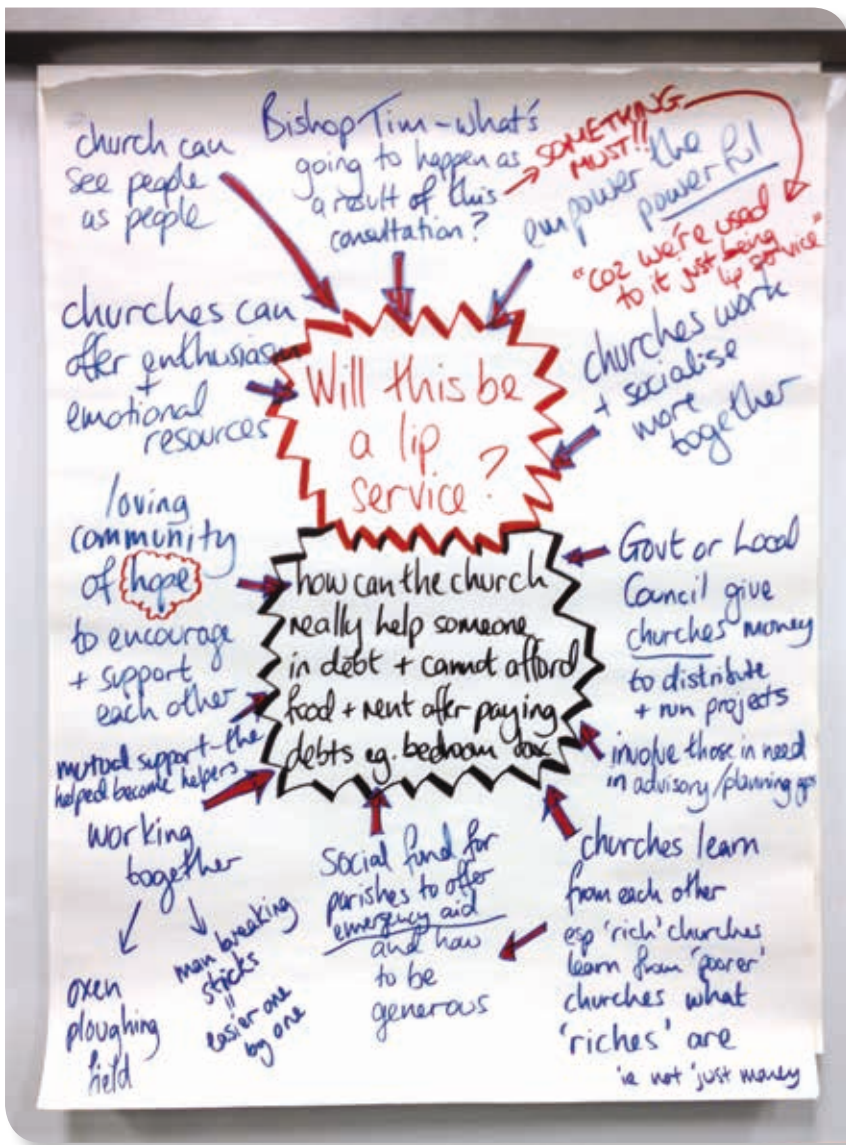 church can
see people
as people
Bishop Tim - what's
going to happen as
a result of this
consultation?
SOMETHING
MUST!!
empower the
powerful
"COZ we're used
to it just being
lip service"
churches can
offer enthusiasm
+
emotional
resources
Will this be
a lip
service?
churches work
+ socialise
more
together
loving
community
of hope
to encourage
+ support
each other
how can the church
really help someone
in debt + cannot afford
food + rent after paying
debts eg. bedroom tax
Govt or Local
Council give
churches money
to distribute
+ run projects
involve those in need
in advisory/planning gps
mutual support - the
helped become helpers
working
together
oxen
ploughing
field
man breaking
sticks
=
easier one
by one
Social fund for
parishes to offer
emergency aid
and how
to be
generous
churches learn
from each other
esp 'rich' churches
learn from 'poorer'
churches what
'riches' are
'ie not 'just money